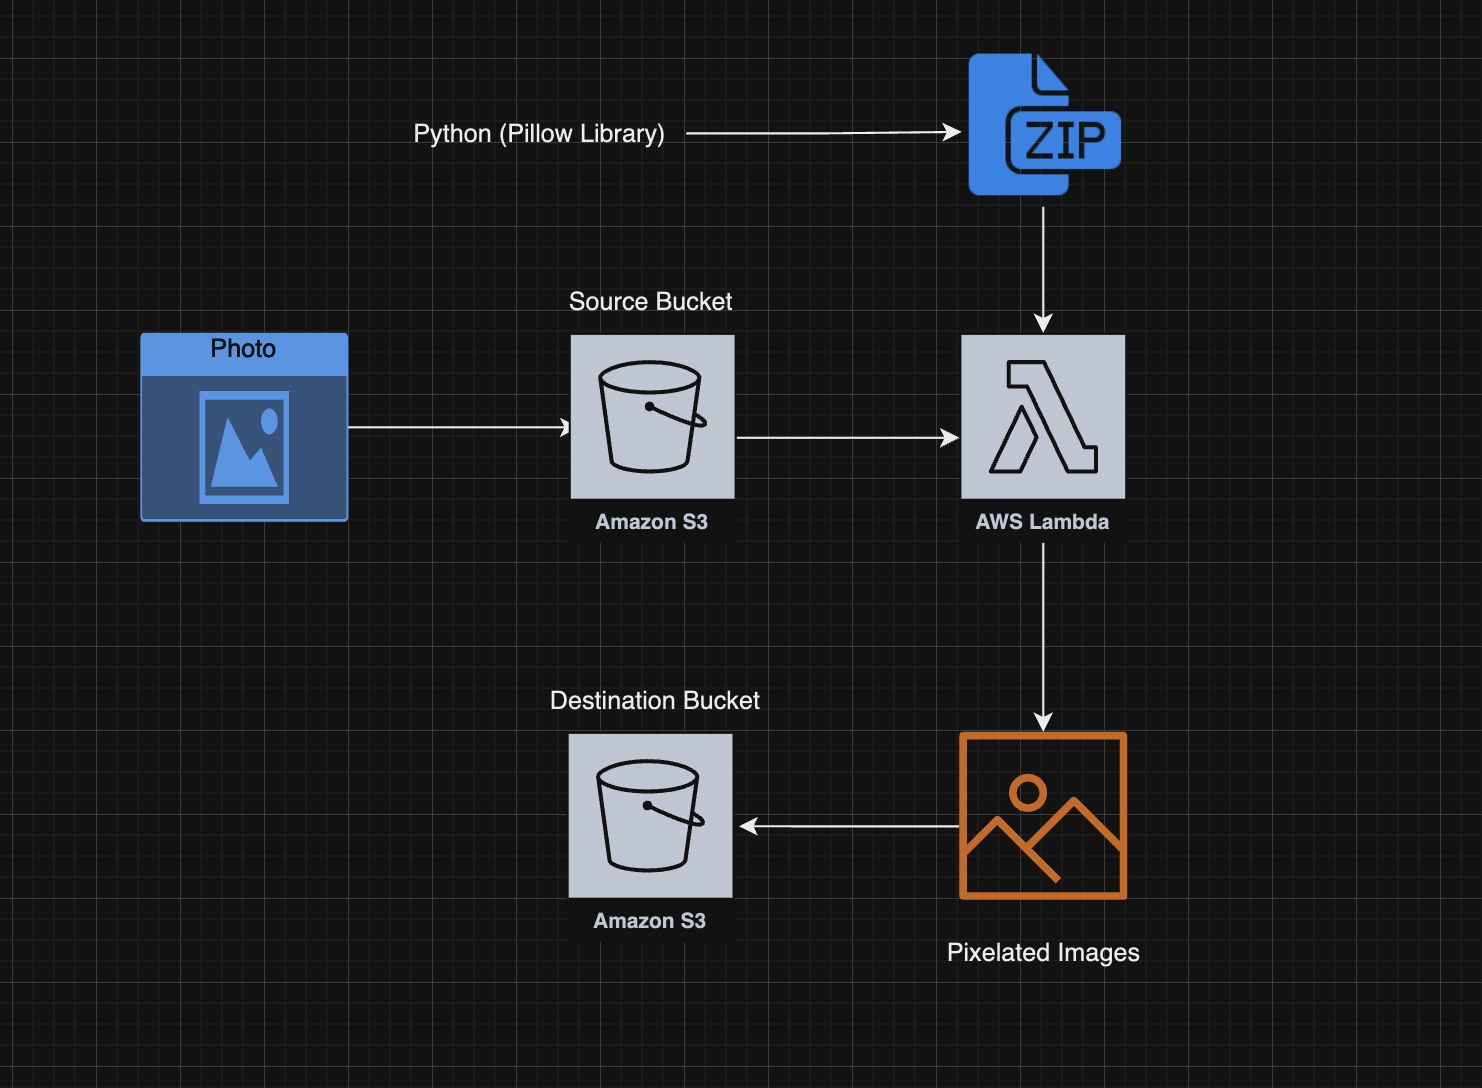 ZIP
Python (Pillow Library)
Source Bucket
Photo
Amazon S3
AWS Lambda
Destination Bucket
Amazon S3
Pixelated Images